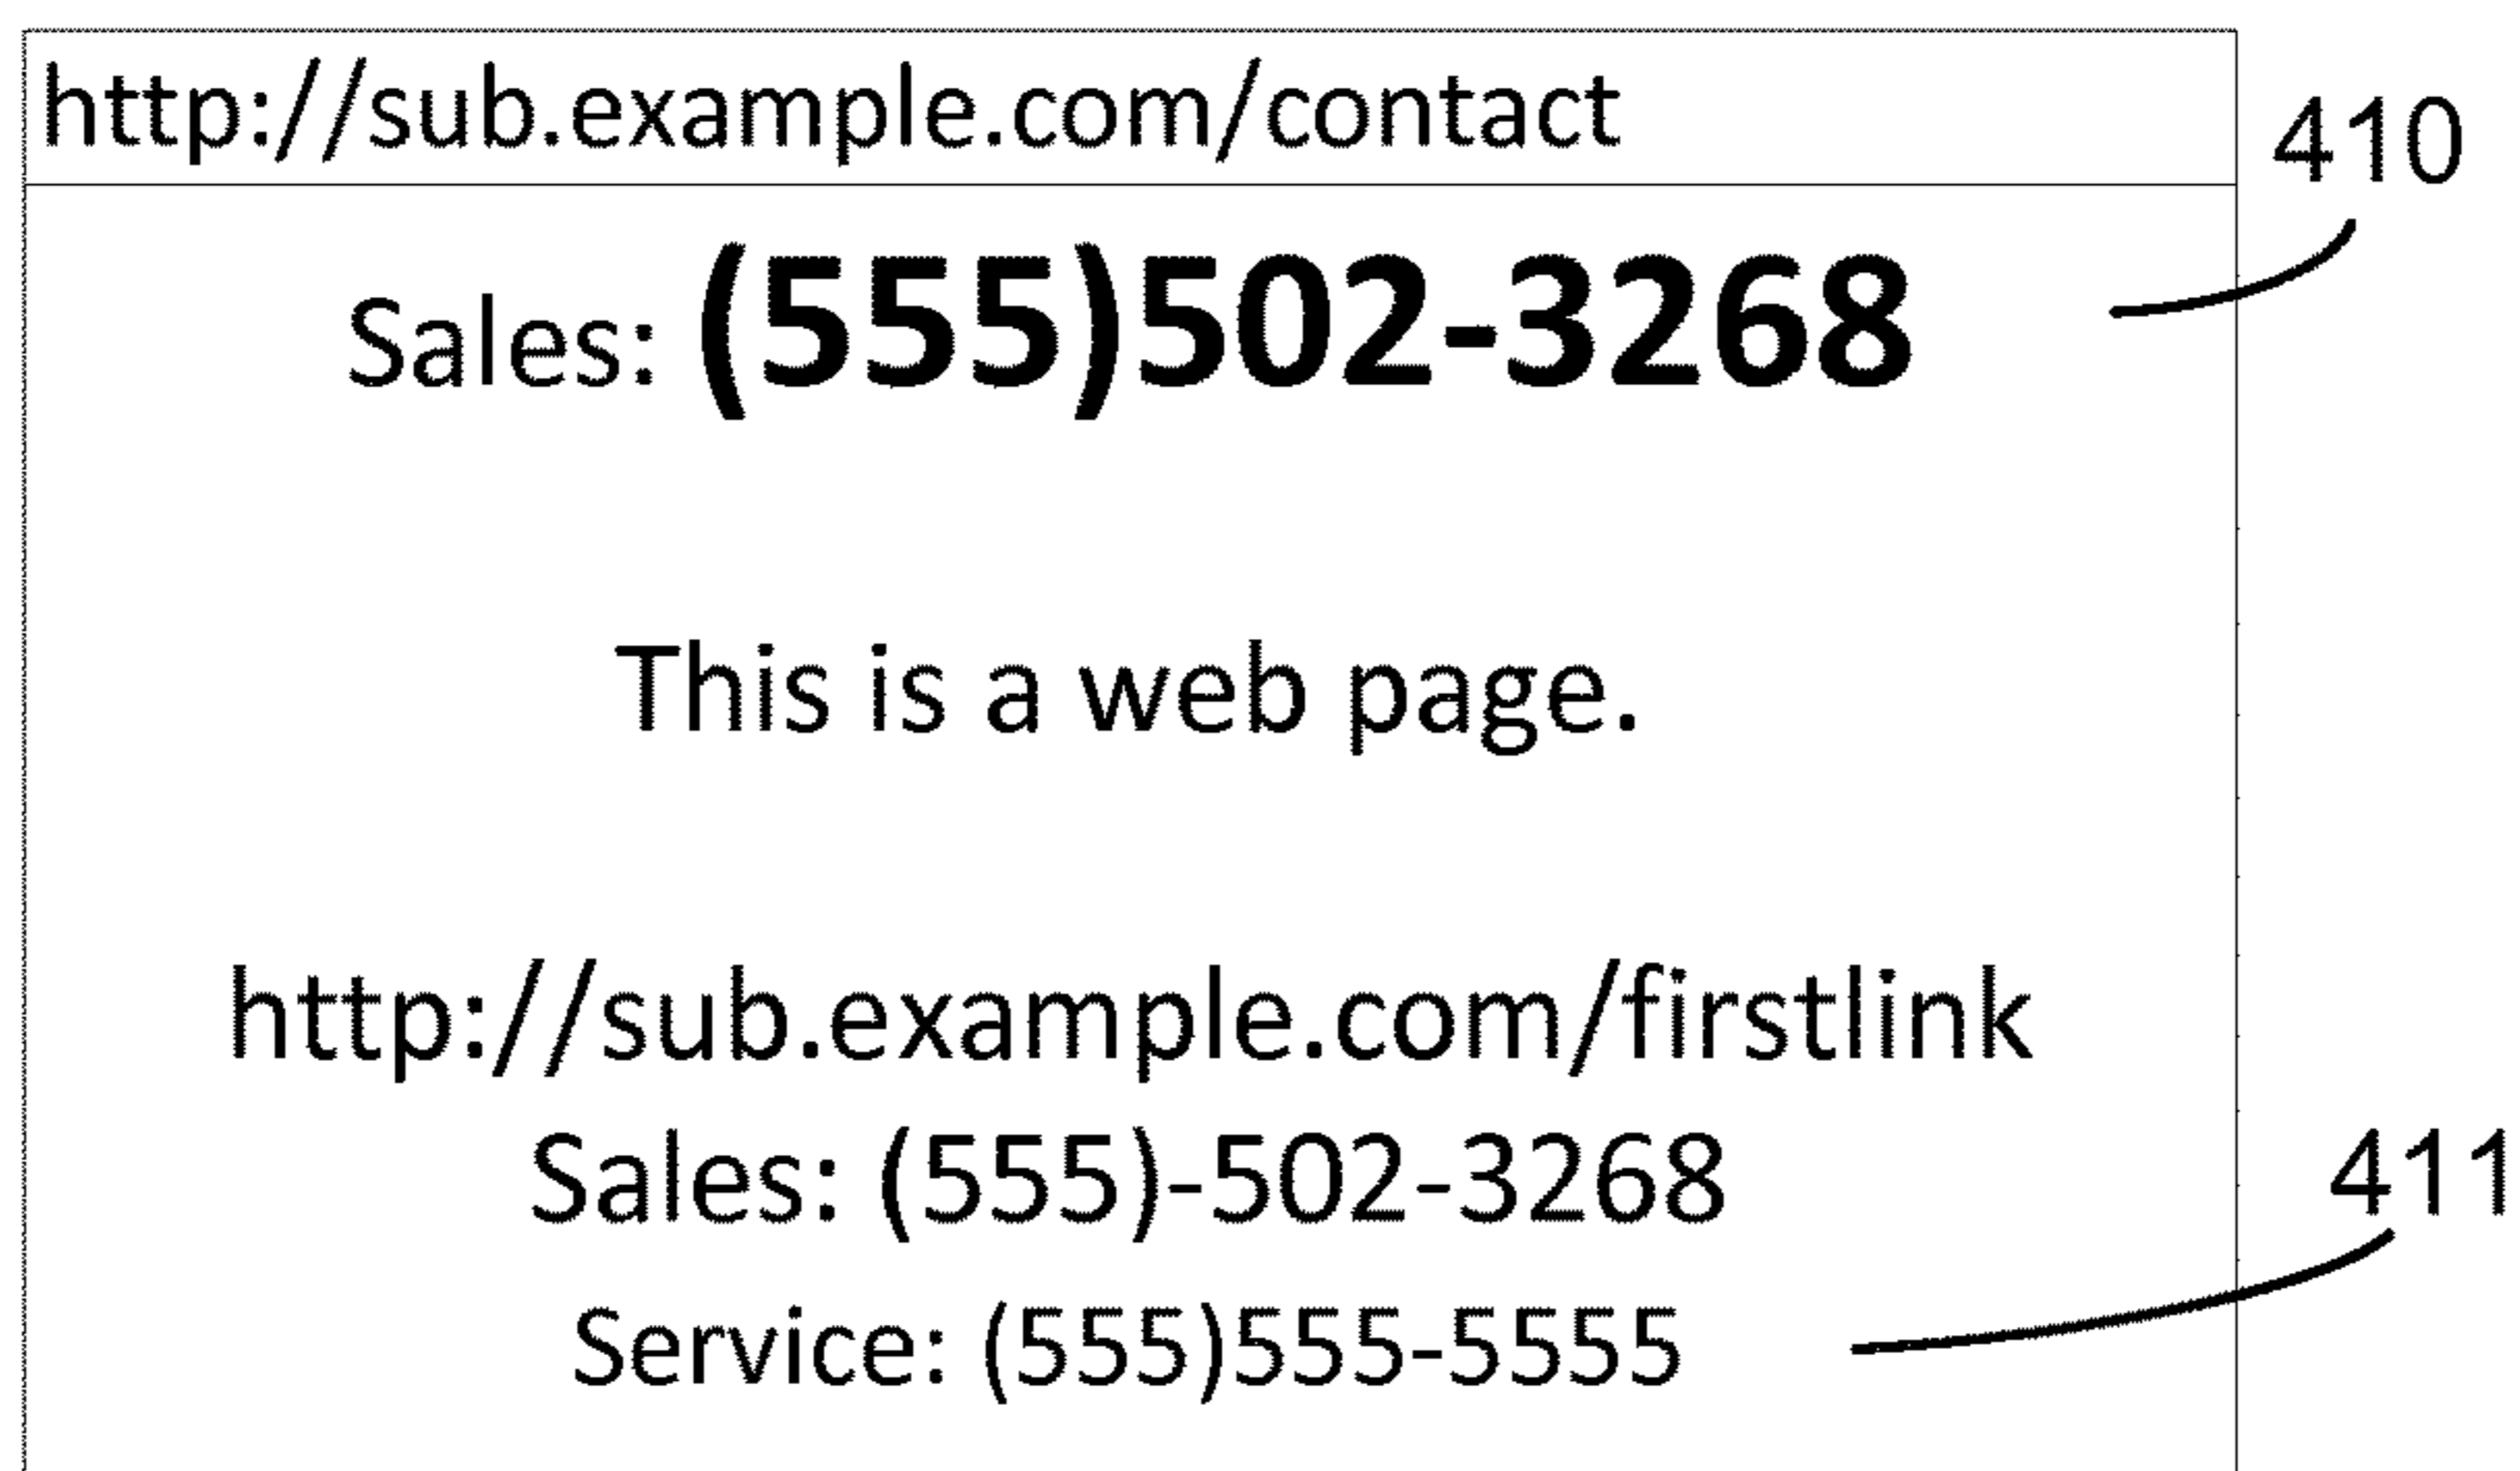 http://sub.example.com/contact
410
Sales: (555)502-3268
This is a web page.
http://sub.example.com/firstlink
Sales: (555)-502-3268
411
Service: (555)555-5555